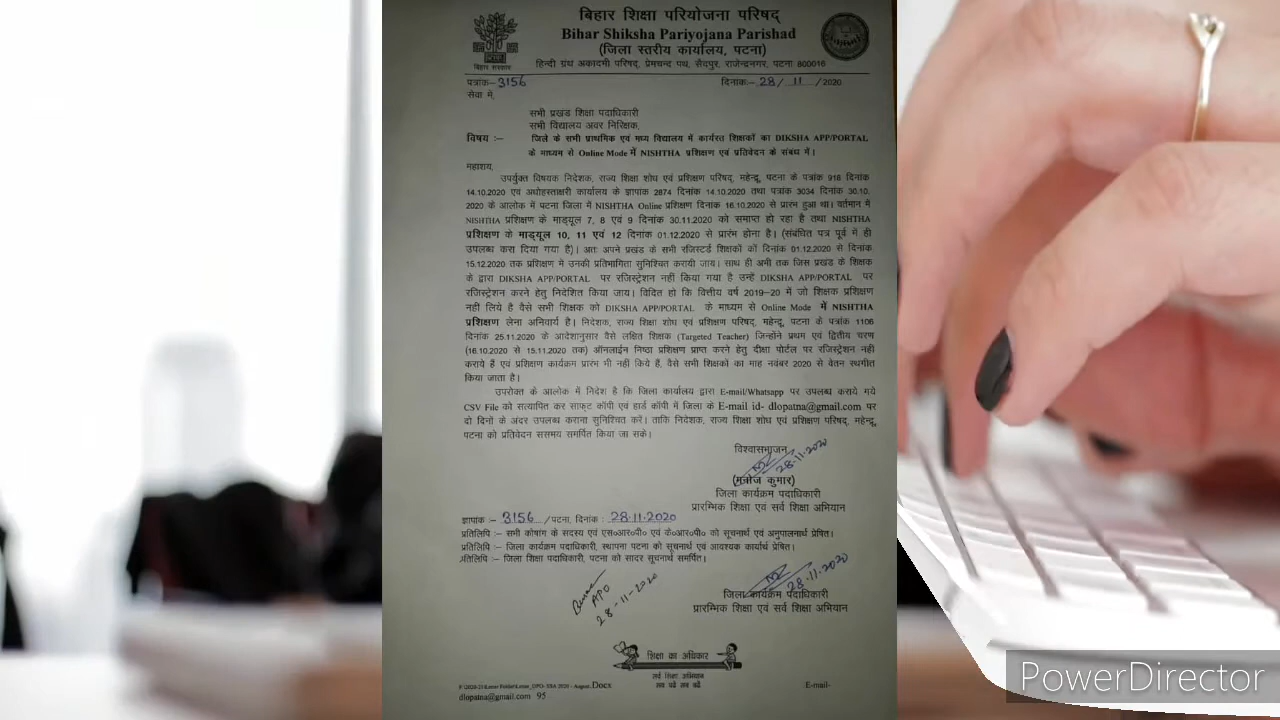 बिहार शिक्षा परियोजना परिषद्
Bihar Shiksha Pariyojana Parishad
(जिला स्तरीय कार्यालय, पटना)
हिन्दी ग्रंथ अकादमी परिषद्, प्रेमचन्द पथ, सैदपुर, राजेन्द्रनगर, पटना 800016
बिहार सरकार
पत्रांक- 3156 दिनांक:- 28/11/2020
सेवा में,
सभी प्रखंड शिक्षा पदाधिकारी
सभी विद्यालय अवर निरिक्षक,
विषय :- जिले के सभी प्राथमिक एवं मध्य विद्यालय में कार्यरत शिक्षकों का DIKSHA APP/PORTAL
के माध्यम से Online Mode में NISHTHA प्रशिक्षण एवं प्रतिवेदन के संबंध में।
महाशय,
उपर्युक्त विषयक निदेशक, राज्य शिक्षा शोध एवं प्रशिक्षण परिषद्, महेन्द्रू, पटना के पत्रांक 918 दिनांक
14.10.2020 एवं अधोहस्ताक्षरी कार्यालय के ज्ञापांक 2874 दिनांक 14.10.2020 तथा पत्रांक 3034 दिनांक 30.10.
2020 के आलोक में पटना जिला में NISHTHA Online प्रशिक्षण दिनांक 16.10.2020 से प्रारंभ हुआ था। वर्तमान में
NISHTHA प्रशिक्षण के माड्यूल 7, 8 एवं 9 दिनांक 30.11.2020 को समाप्त हो रहा है तथा NISHTHA
प्रशिक्षण के माड्यूल 10, 11 एवं 12 दिनांक 01.12.2020 से प्रारंभ होना है। (संबंधित पत्र पूर्व में ही
उपलब्ध करा दिया गया है)। अतः अपने प्रखंड के सभी रजिस्टर्ड शिक्षकों को दिनांक 01.12.2020 से दिनांक
15.12.2020 तक प्रशिक्षण में उनकी प्रतिभागिता सुनिश्चित करायी जाय। साथ ही अभी तक जिस प्रखंड के शिक्षक
के द्वारा DIKSHA APP/PORTAL पर रजिस्ट्रेशन नहीं किया गया है उन्हें DIKSHA APP/PORTAL पर
रजिस्ट्रेशन करने हेतु निदेशित किया जाय। विदित हो कि वित्तीय वर्ष 2019-20 में जो शिक्षक प्रशिक्षण
नहीं लिये है वैसे सभी शिक्षक को DIKSHA APP/PORTAL के माध्यम से Online Mode में NISHTHA
प्रशिक्षण लेना अनिवार्य है। निदेशक, राज्य शिक्षा शोध एवं प्रशिक्षण परिषद्, महेन्द्रू, पटना के पत्रांक 1106
दिनांक 25.11.2020 के आदेशानुसार वैसे लक्षित शिक्षक (Targeted Teacher) जिन्होंने प्रथम एवं द्वितीय चरण
(16.10.2020 से 15.11.2020 तक) ऑनलाईन निष्ठा प्रशिक्षण प्राप्त करने हेतु दीक्षा पोर्टल पर रजिस्ट्रेशन नहीं
कराये हैं एवं प्रशिक्षण कार्यक्रम प्रारंभ भी नहीं किये हैं, वैसे सभी शिक्षकों का माह नवंबर 2020 से वेतन स्थगीत
किया जाता है।
उपरोक्त के आलोक में निदेश है कि जिला कार्यालय द्वारा E-mail/Whatsapp पर उपलब्ध कराये गये
CSV File को सत्यापित कर साफ्ट कॉपी एवं हार्ड कॉपी में जिला के E-mail id- dlopatna@gmail.com पर
दो दिनों के अंदर उपलब्ध कराना सुनिश्चित करें। ताकि निदेशक, राज्य शिक्षा शोध एवं प्रशिक्षण परिषद्, महेन्द्रू,
पटना को प्रतिवेदन ससमय समर्पित किया जा सके।
विश्वासभाजन,
28.11.2020
(मनोज कुमार)
जिला कार्यक्रम पदाधिकारी
प्रारम्भिक शिक्षा एवं सर्व शिक्षा अभियान
ज्ञापांक :- 3156 /पटना, दिनांक : 28.11.2020
प्रतिलिपि :- सभी कोषांग के सदस्य एवं एस०आर०पी० एवं के०आर०पी० को सूचनार्थ एवं अनुपालनार्थ प्रेषित।
प्रतिलिपि :- जिला कार्यक्रम पदाधिकारी, स्थापना पटना को सूचनार्थ एवं आवश्यक कार्यार्थ प्रेषित।
प्रतिलिपि :- जिला शिक्षा पदाधिकारी, पटना को सादर सूचनार्थ समर्पित।
28.11.2020
APO
28-11-2020
जिला कार्यक्रम पदाधिकारी
प्रारम्भिक शिक्षा एवं सर्व शिक्षा अभियान
शिक्षा का अधिकार
सर्व शिक्षा अभियान
सब पढ़ें सब बढ़ें
E-mail-
dlopatna@gmail.com 95
PowerDirector